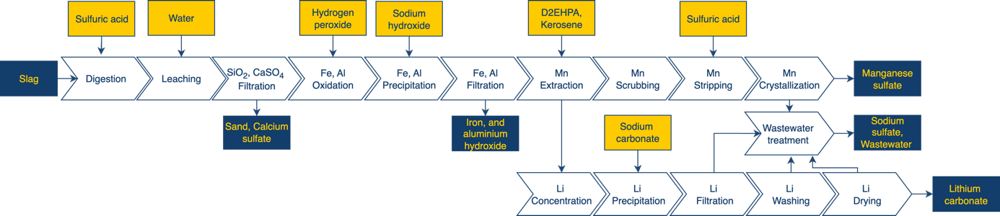 Sulfuric acid
Water
Hydrogen
peroxide
Sodium
hydroxide
D2EHPA,
Kerosene
Sulfuric acid
Slag
Digestion
Leaching
SiO₂, CaSO₄
Filtration
Fe, Al
Oxidation
Fe, Al
Precipitation
Fe, Al
Filtration
Mn
Extraction
Mn
Scrubbing
Mn
Stripping
Mn
Crystallization
Manganese
sulfate
Sand, Calcium
sulfate
Iron, and
aluminium
hydroxide
Sodium
carbonate
Wastewater
treatment
Sodium
sulfate,
Wastewater
Li
Concentration
Li
Precipitation
Li
Filtration
Li
Washing
Li
Drying
Lithium
carbonate